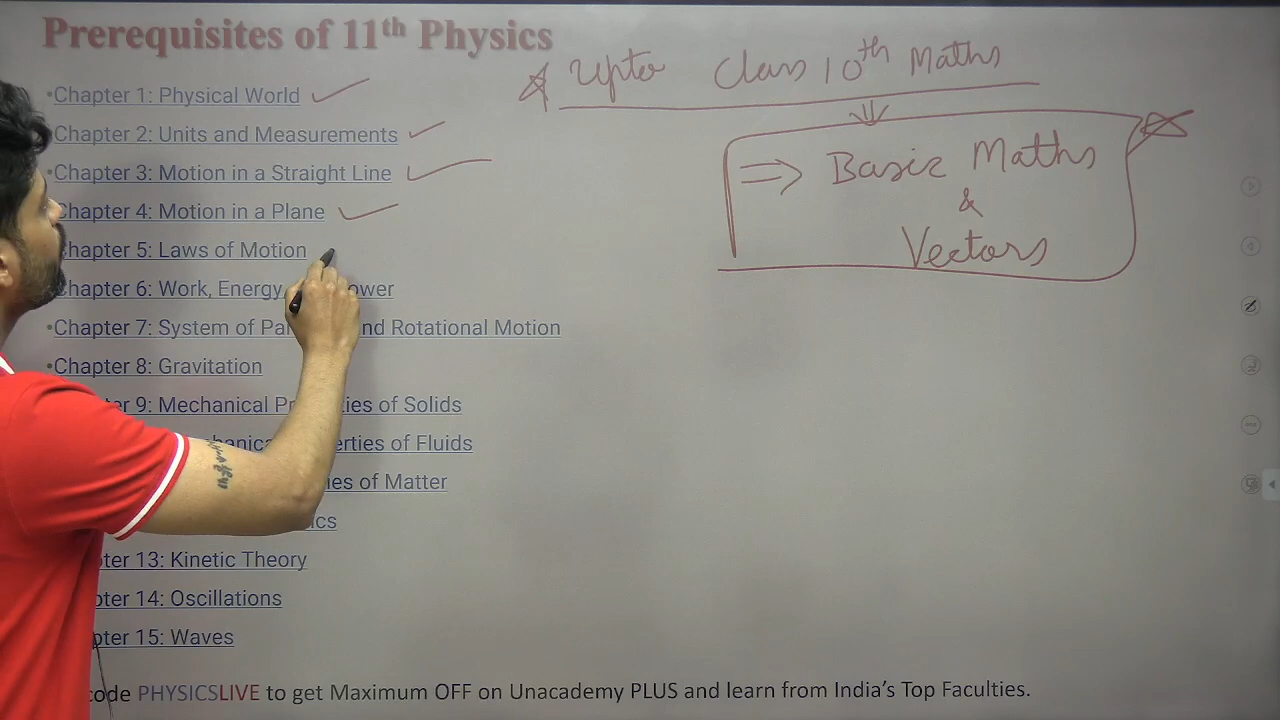 Prerequisites of 11th Physics
•Chapter 1: Physical World
•Chapter 2: Units and Measurements
•Chapter 3: Motion in a Straight Line
•Chapter 4: Motion in a Plane
Chapter 5: Laws of Motion
Chapter 6: Work, Energy, ower
•Chapter 7: System of Par nd Rotational Motion
•Chapter 8: Gravitation
er 9: Mechanical Pr ies of Solids
hanica erties of Fluids
ies of Matter
ics
ter 13: Kinetic Theory
pter 14: Oscillations
pter 15: Waves
code PHYSICSLIVE to get Maximum OFF on Unacademy PLUS and learn from India's Top Faculties.
Upto Class 10th Maths
⇓
⇒ Basic Maths
&
Vectors